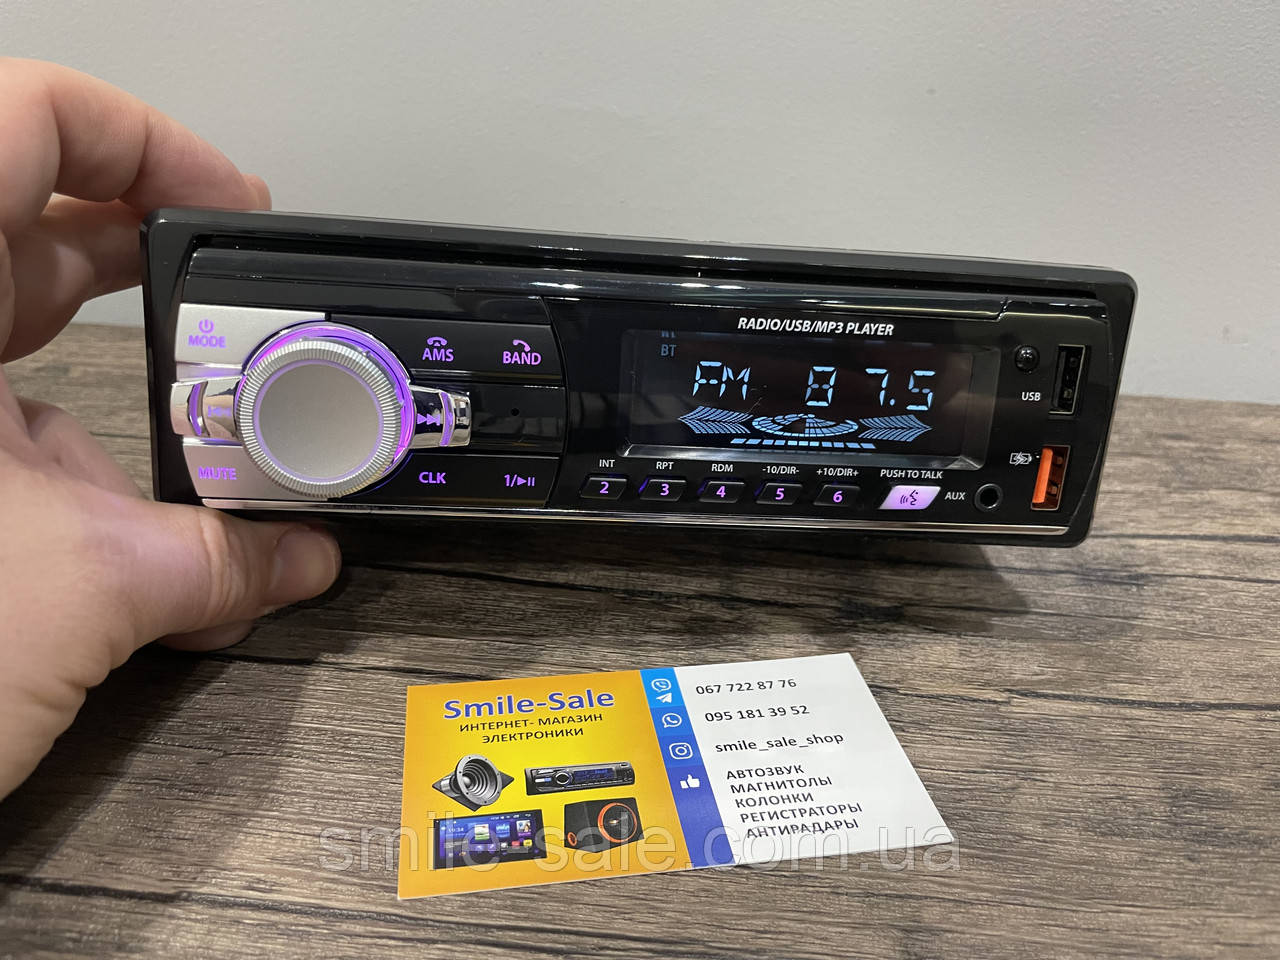 RADIO/USB/MP3 PLAYER
MODE
AMS
BAND
BT
FM 87.5
USB
MUTE
CLK
1/
INT RPT RDM -10/DIR- +10/DIR+ PUSH TO TALK
2 3 4 5 6
AUX
Smile-Sale
ИНТЕРНЕТ- МАГАЗИН
ЭЛЕКТРОНИКИ
067 722 87 76
095 181 39 52
smile_sale_shop
АВТОЗВУК
МАГНИТОЛЫ
КОЛОНКИ
РЕГИСТРАТОРЫ
АНТИРАДАРЫ
smile-sale.com.ua